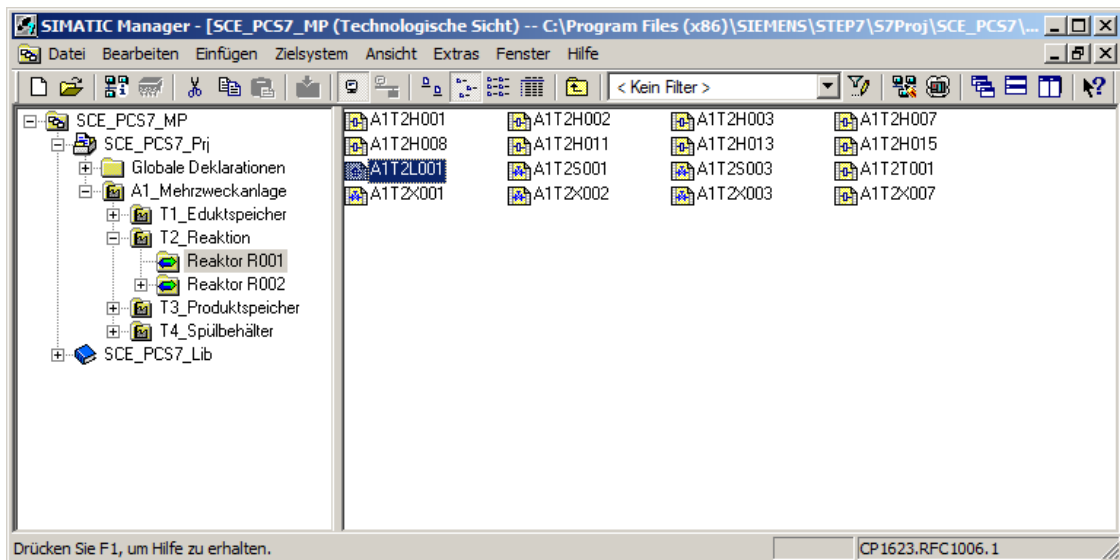 SIMATIC Manager - [SCE_PCS7_MP (Technologische Sicht) -- C:\Program Files (x86)\SIEMENS\STEP7\S7Proj\SCE_PCS7\...
Datei Bearbeiten Einfügen Zielsystem Ansicht Extras Fenster Hilfe
< Kein Filter >
SCE_PCS7_MP
SCE_PCS7_Prj
Globale Deklarationen
A1_Mehrzweckanlage
T1_Eduktspeicher
T2_Reaktion
Reaktor R001
Reaktor R002
T3_Produktspeicher
T4_Spülbehälter
SCE_PCS7_Lib
A1T2H001 A1T2H002 A1T2H003 A1T2H007
A1T2H008 A1T2H011 A1T2H013 A1T2H015
A1T2L001 A1T2S001 A1T2S003 A1T2T001
A1T2X001 A1T2X002 A1T2X003 A1T2X007
Drücken Sie F1, um Hilfe zu erhalten.
CP1623.RFC1006.1